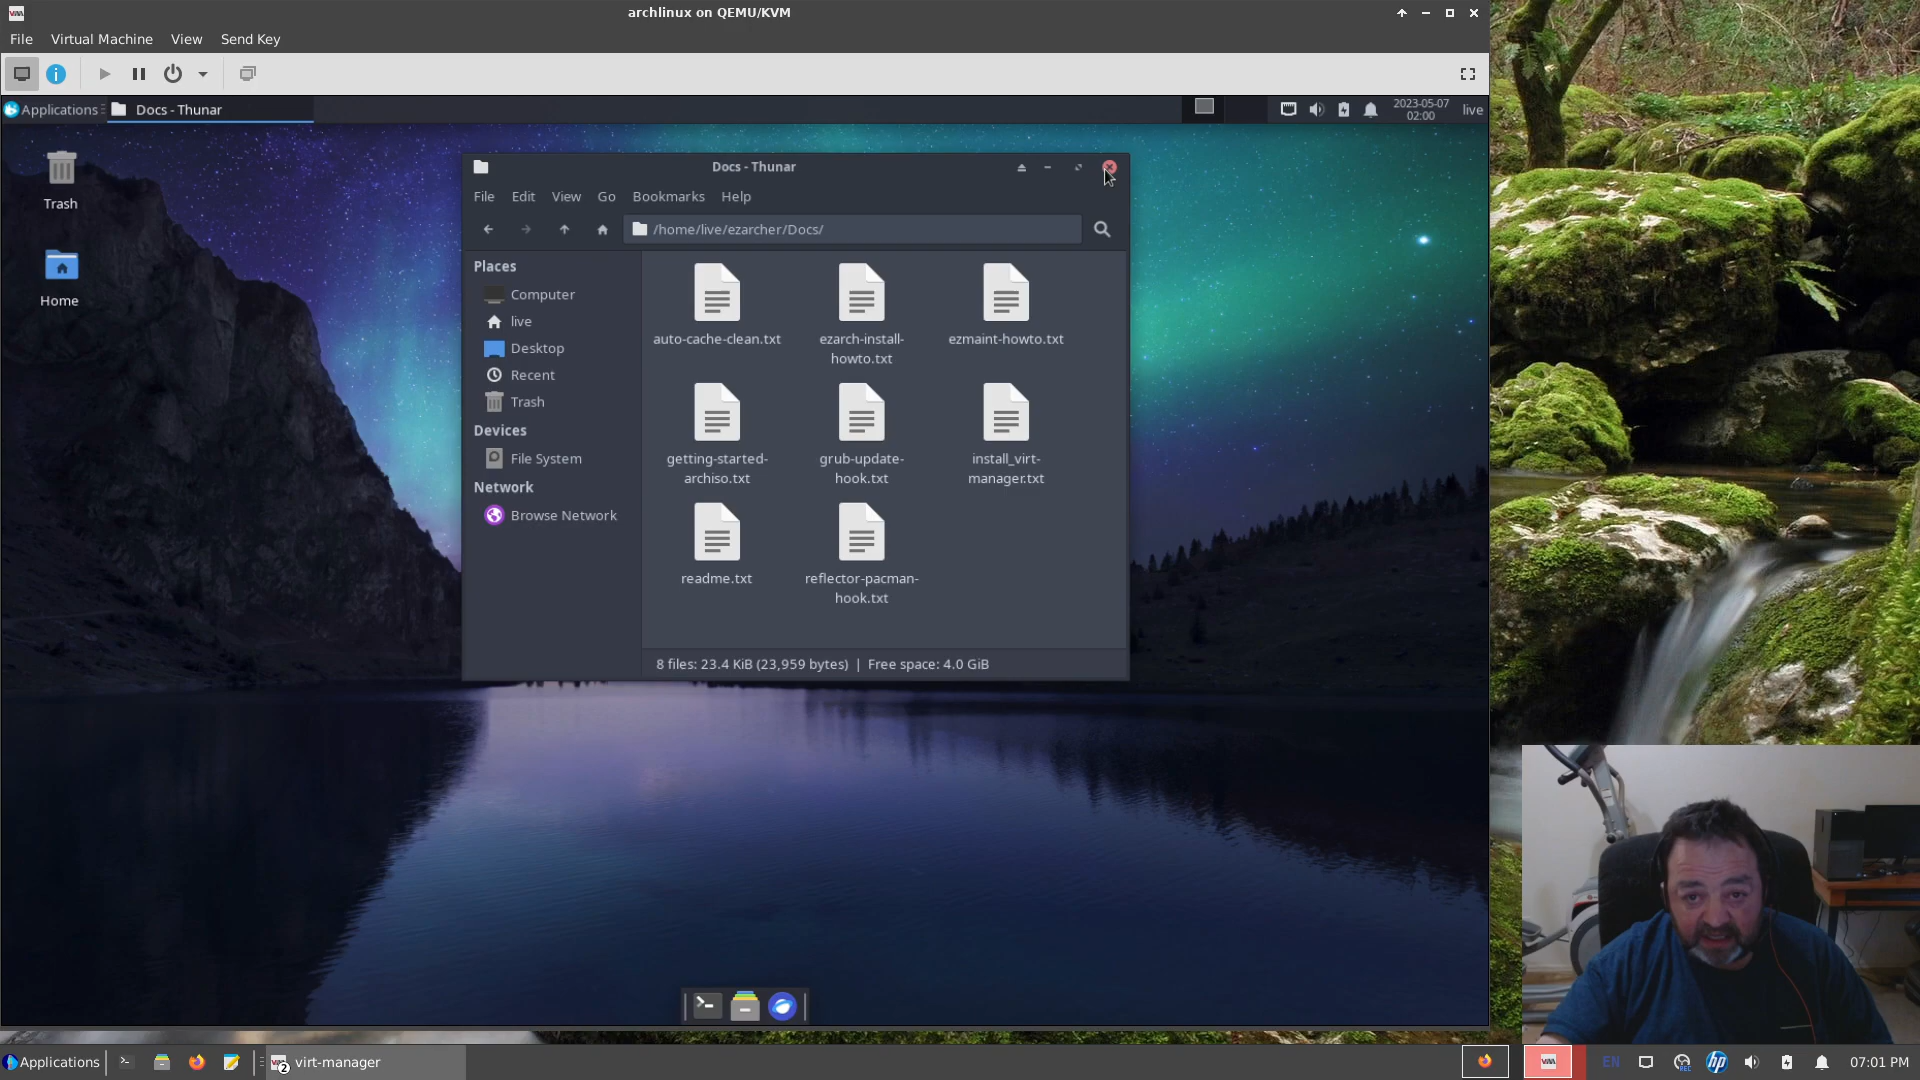 archlinux on QEMU/KVM
File Virtual Machine View Send Key
Applications Docs - Thunar 2023-05-07
02:00 live
Trash
Home
Docs - Thunar
File Edit View Go Bookmarks Help
/home/live/ezarcher/Docs/
Places
Computer
live
Desktop
Recent
Trash
Devices
File System
Network
Browse Network
auto-cache-clean.txt
ezarch-install-
howto.txt
ezmaint-howto.txt
getting-started-
archiso.txt
grub-update-
hook.txt
install_virt-
manager.txt
readme.txt
reflector-pacman-
hook.txt
8 files: 23.4 KiB (23,959 bytes) | Free space: 4.0 GiB
Applications 2 virt-manager EN REC hp 07:01 PM